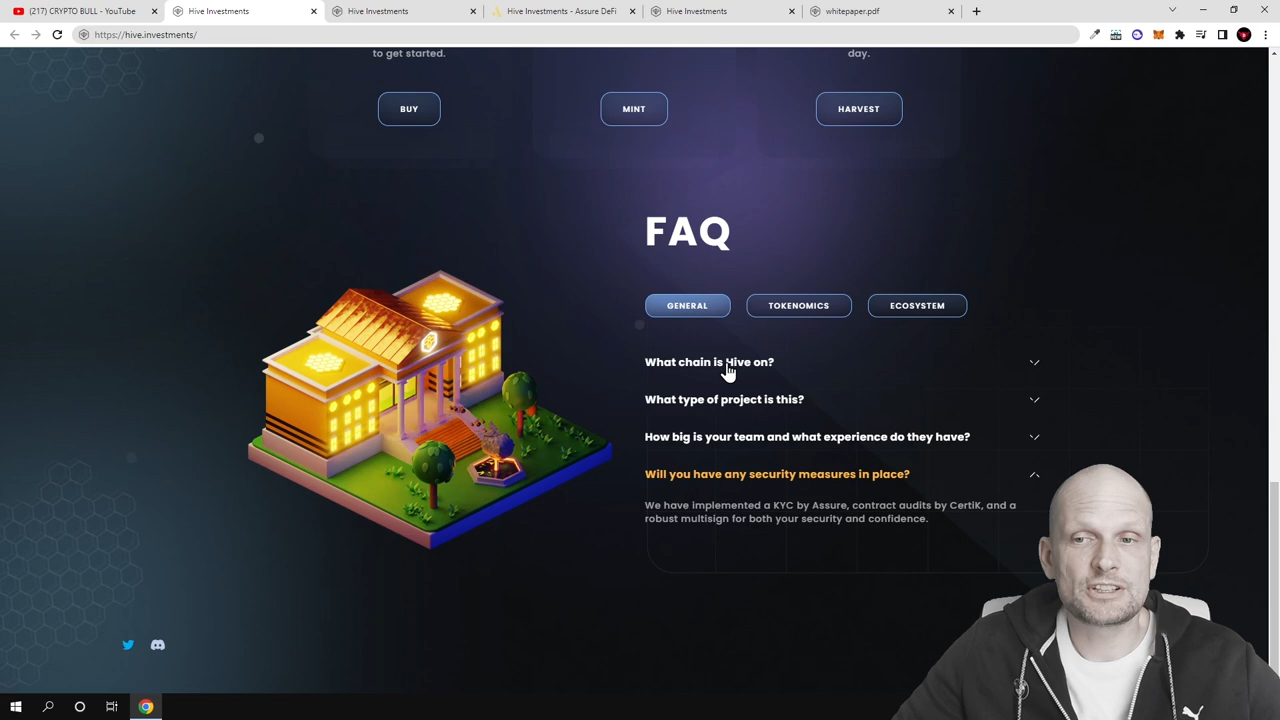 (217) CRYPTO BULL - YouTube
Hive Investments
Hive Investments
Hive Investments - Assure DeFi
Hive Investments
whitepaper.pdf
https://hive.investments/
to get started.
day.
BUY
MINT
HARVEST
FAQ
GENERAL
TOKENOMICS
ECOSYSTEM
What chain is Hive on?
What type of project is this?
How big is your team and what experience do they have?
Will you have any security measures in place?
We have implemented a KYC by Assure, contract audits by CertiK, and a
robust multisign for both your security and confidence.